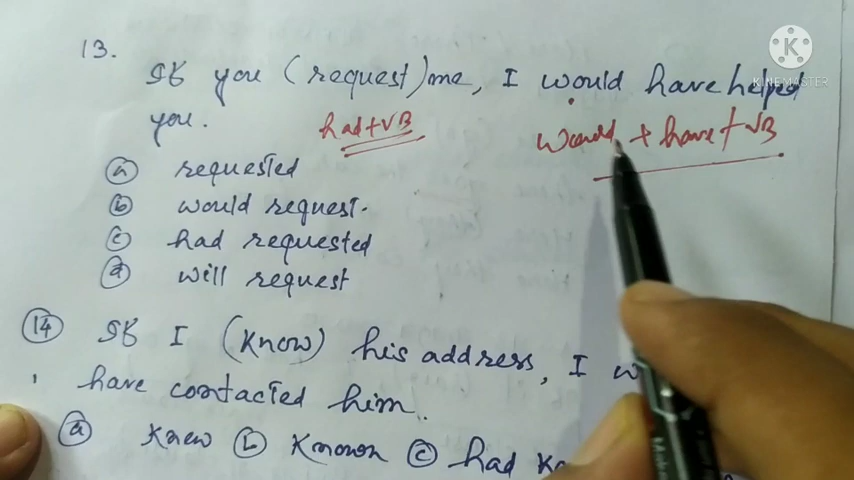 13.
If you (request) me, I would have helped
you.
had+V3
would + have + V3
KINEMASTER
(a) requested
(b) would request.
(c) had requested
(d) will request
(14) If I (know) his address, I
have contacted him.
(a) Knew (b) Known (c) had